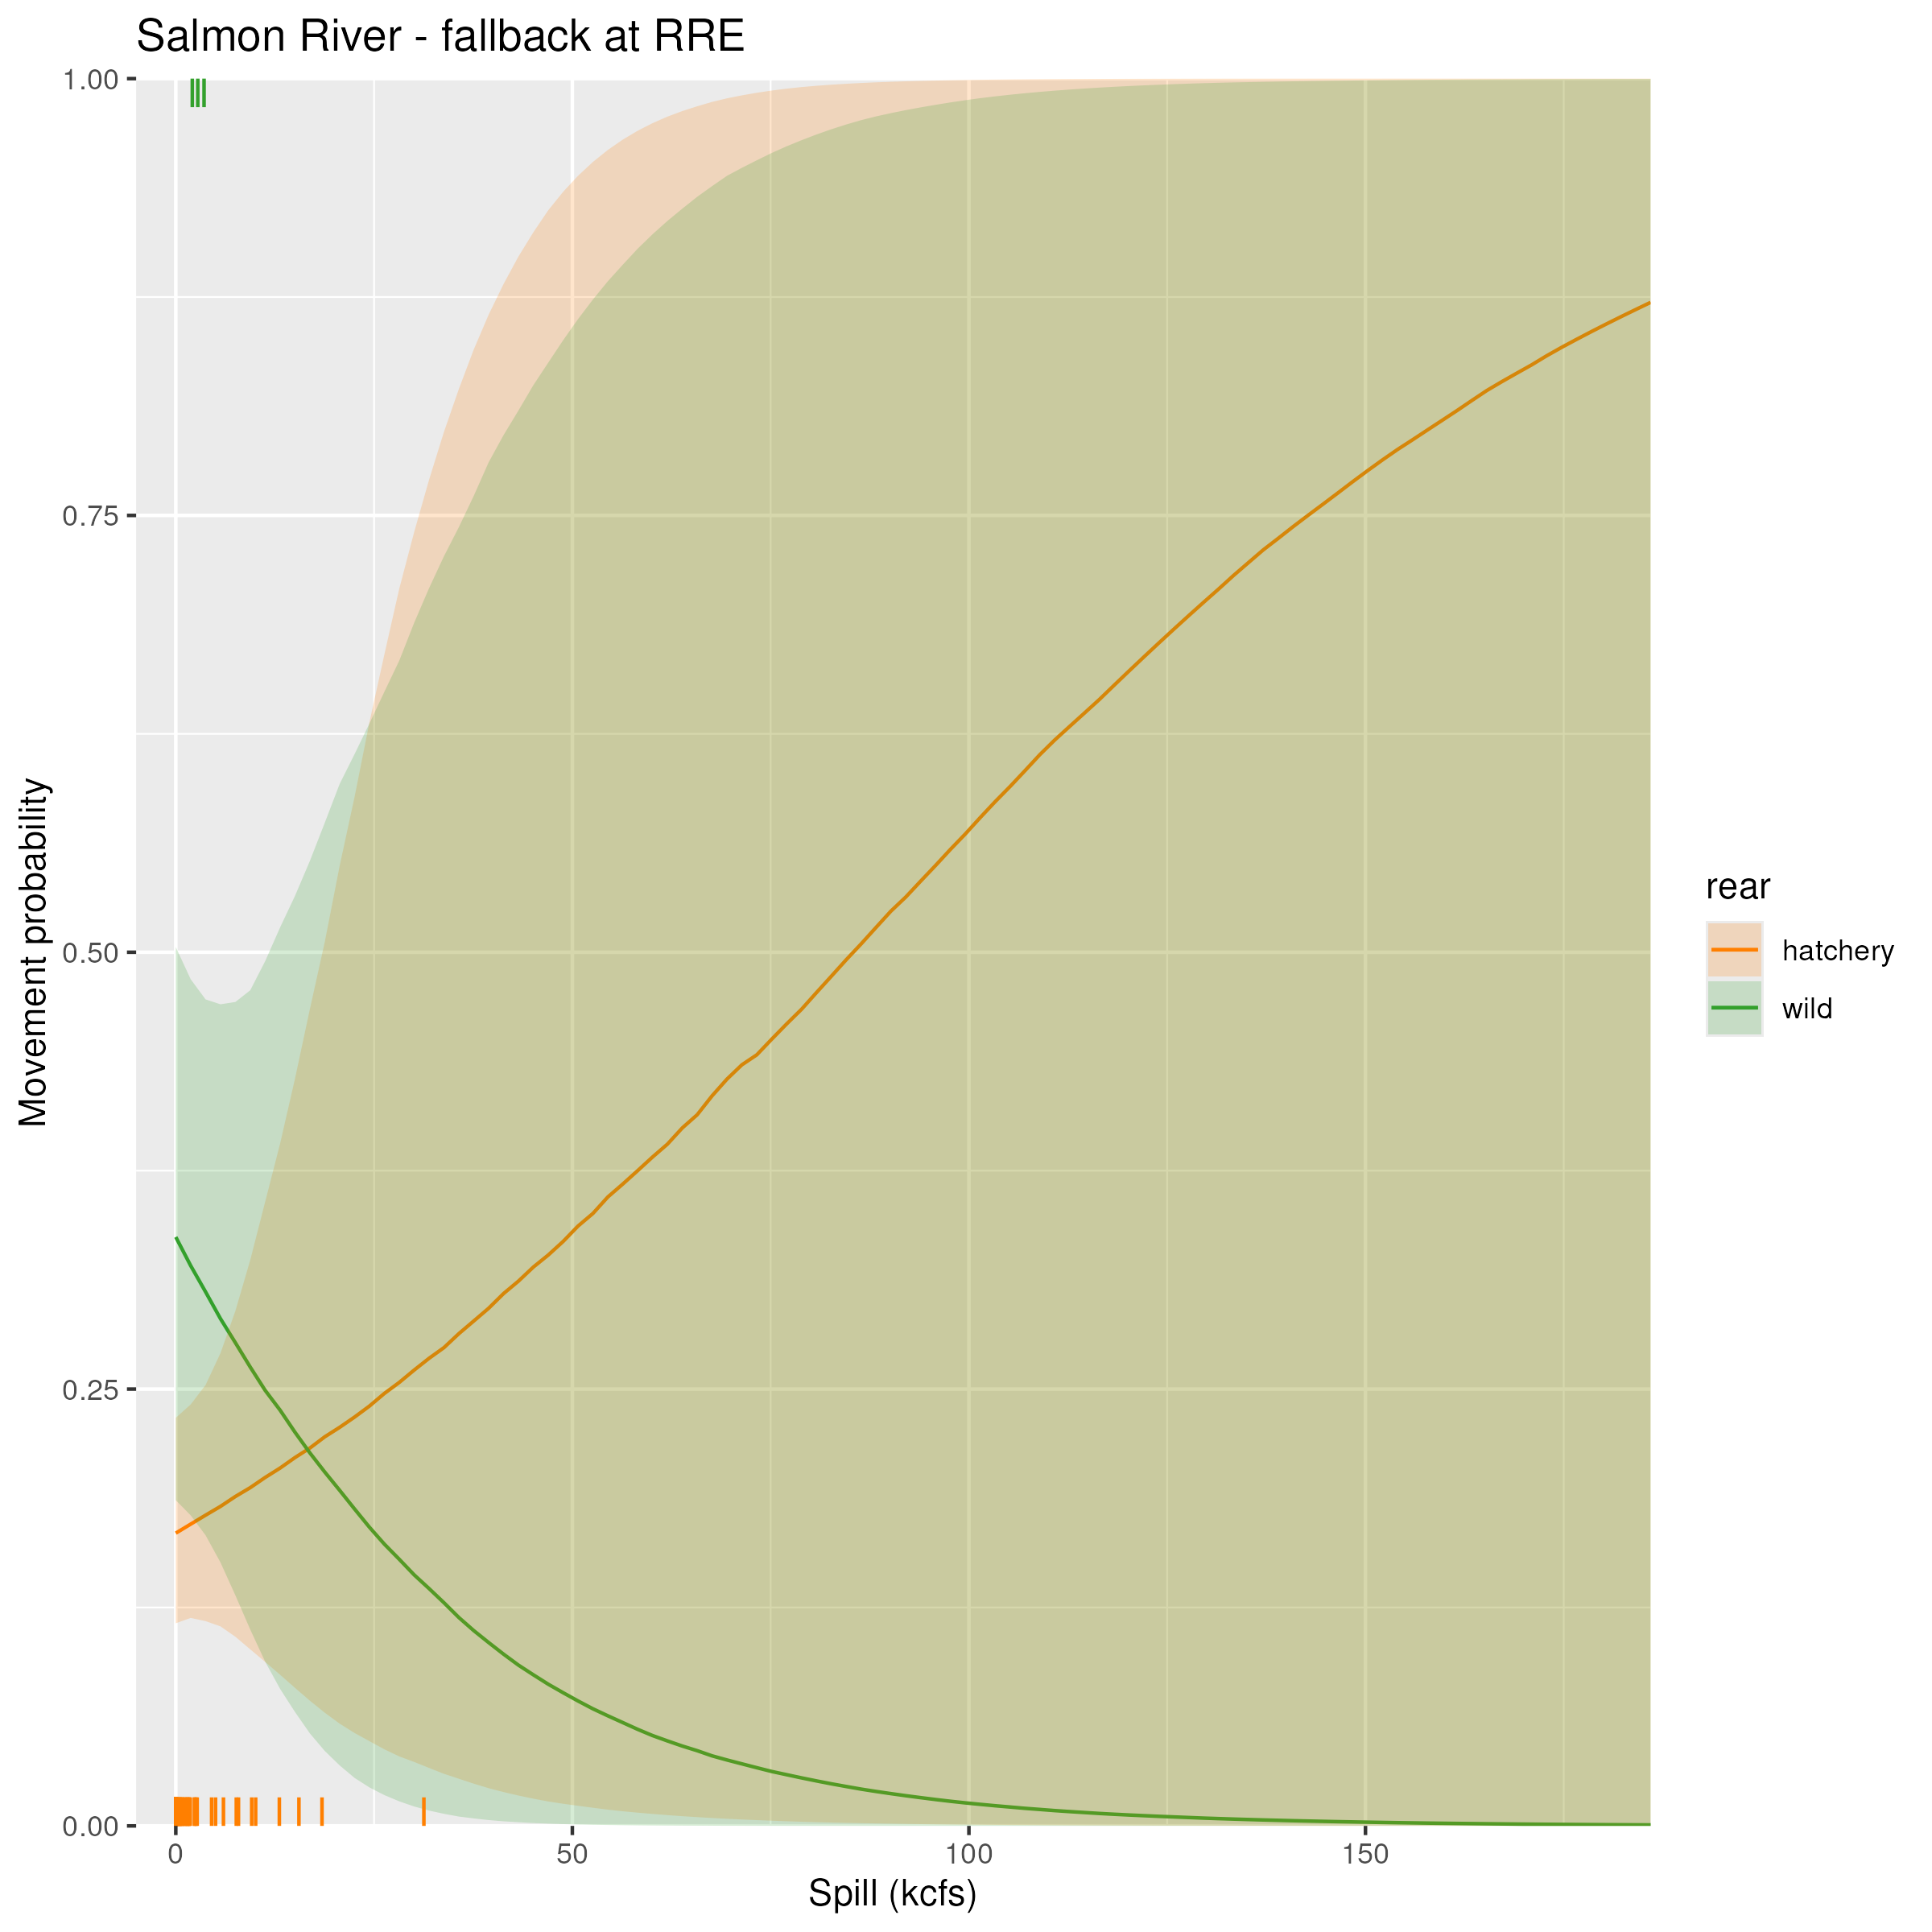 Salmon River - fallback at RRE
1.00
0.75
0.50
0.25
0.00
Movement probability
0
50
100
150
Spill (kcfs)
rear
hatchery
wild